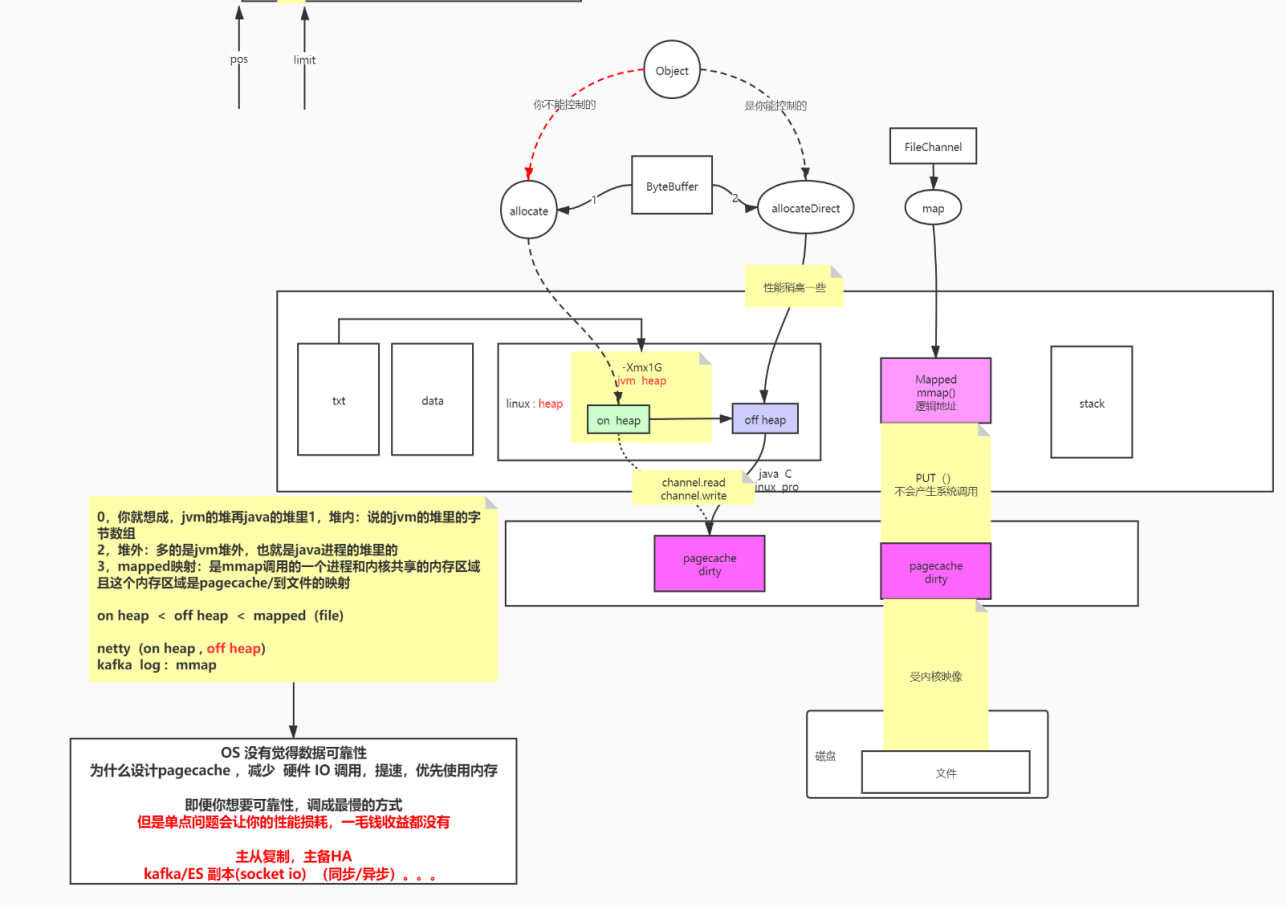 pos
limit
Object
你不能控制的
是你能控制的
FileChannel
ByteBuffer
1
2
allocate
allocateDirect
map
性能稍高一些
txt
data
linux : heap
-Xmx1G
jvm heap
on heap
off heap
Mapped
mmap()
逻辑地址
stack
channel.read
channel.write
java C
inux pro
PUT（）
不会产生系统调用
0，你就想成，jvm的堆再java的堆里1，堆内：说的jvm的堆里的字
节数组
2，堆外：多的是jvm堆外，也就是java进程的堆里的
3，mapped映射：是mmap调用的一个进程和内核共享的内存区域
且这个内存区域是pagecache/到文件的映射
on heap < off heap < mapped（file）
netty（on heap , off heap）
kafka log： mmap
pagecache
dirty
pagecache
dirty
受内核映像
磁盘
文件
OS 没有觉得数据可靠性
为什么设计pagecache ，减少 硬件 IO 调用，提速，优先使用内存
即便你想要可靠性，调成最慢的方式
但是单点问题会让你的性能损耗，一毛钱收益都没有
主从复制，主备HA
kafka/ES 副本(socket io) （同步/异步）。。。